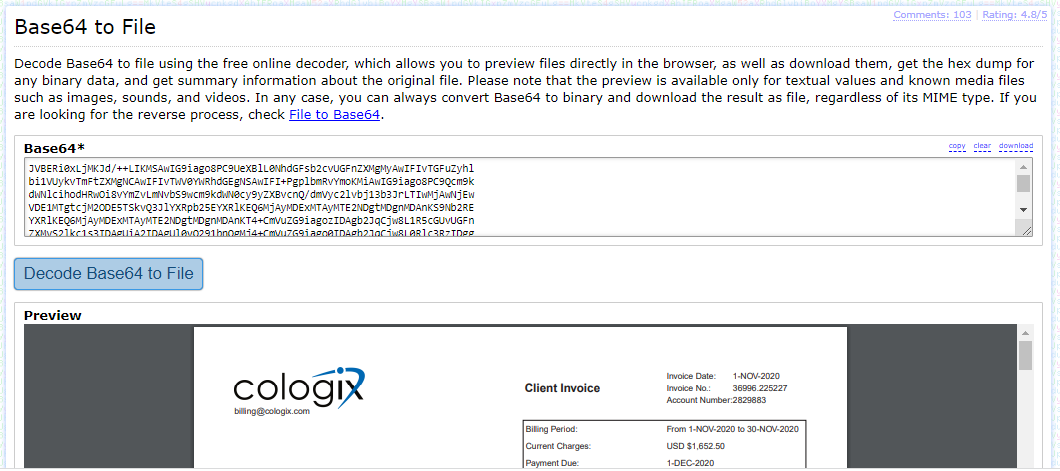 Comments: 103 | Rating: 4.8/5
Base64 to File
Decode Base64 to file using the free online decoder, which allows you to preview files directly in the browser, as well as download them, get the hex dump for
any binary data, and get summary information about the original file. Please note that the preview is available only for textual values and known media files
such as images, sounds, and videos. In any case, you can always convert Base64 to binary and download the result as file, regardless of its MIME type. If you
are looking for the reverse process, check File to Base64.
Base64*
copy clear download
JVBERi0xLjMKJd/++LIKMSAwIG9iago8PC9UeXBlL0NhdGFsb2cvUGFnZXMgMyAwIFIvTGFuZyhl
bi1VUykvTmFtZXMgNCAwIFIvTWV0YWRhdGEgNSAwIFI+PgplbmRvYmoKMiAwIG9iago8PC9Qcm9k
dWNlcihodHRwOi8vYmZvLmNvbS9wcm9kdWN0cy9yZXBvcnQ/dmVyc2lvbj13b3JrLTIwMjAwNjEw
VDE1MTgtcjM2ODE5TSkvQ3JlYXRpb25EYXRlKEQ6MjAyMDExMTAyMTE2NDgtMDgnMDAnKS9Nb2RE
YXRlKEQ6MjAyMDExMTAyMTE2NDgtMDgnMDAnKT4+CmVuZG9iagozIDAgb2JqCjw8L1R5cGUvUGFn
ZXMvS2lkc1s3IDAgUiA2IDAgUl0vQ291bnQgMj4+CmVuZG9iago0IDAgb2JqCjw8L0Rlc3RzIDgg
Decode Base64 to File
Preview
cologix
billing@cologix.com
Client Invoice
Invoice Date: 1-NOV-2020
Invoice No.: 36996.225227
Account Number:2829883
Billing Period: From 1-NOV-2020 to 30-NOV-2020
Current Charges: USD $1,652.50
Payment Due: 1-DEC-2020